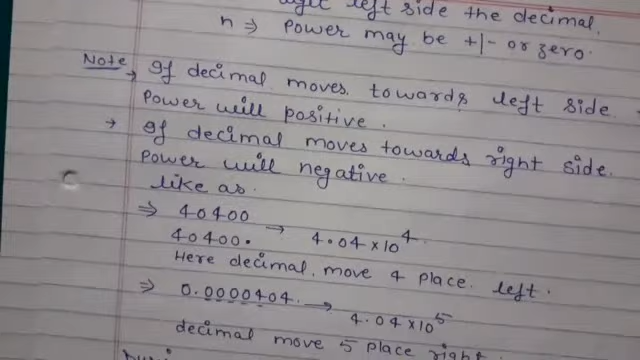 left side the decimal.
n ⇒ Power may be +/- or zero.
Note → If decimal moves towards left side
Power will positive.
→ If decimal moves towards right side.
Power will negative.
like as.
⇒ 40400 → 4.04 × 10^4.
40400.
Here decimal move 4 place left.
⇒ 0.0000404. → 4.04 × 10^5
decimal move 5 place right